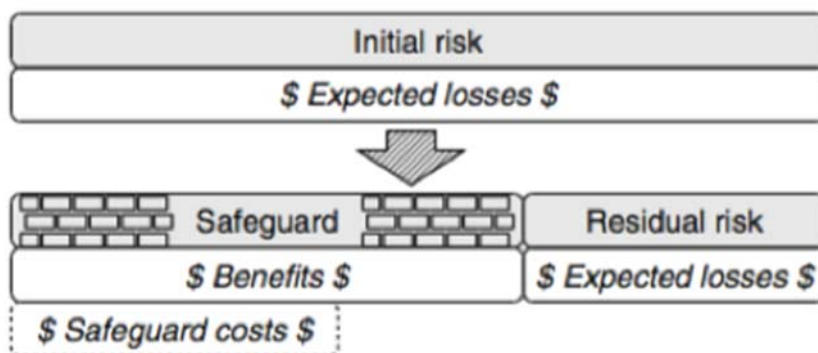 Initial risk
$ Expected losses $
Safeguard
Residual risk
$ Benefits $
$ Expected losses $
$ Safeguard costs $